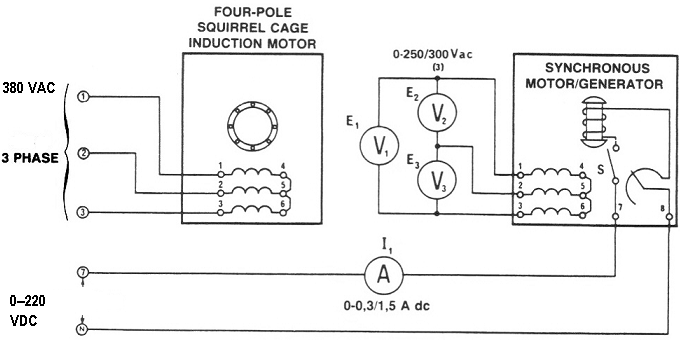 FOUR-POLE
SQUIRREL CAGE
INDUCTION MOTOR
0-250/300 Vac
(3)
SYNCHRONOUS
MOTOR/GENERATOR
380 VAC
3 PHASE
1
2
3
1 4
2 5
3 6
E1
V1
E2
V2
E3
V3
1 4
2 5
3 6
S
7 8
I1
A
0-0,3/1,5 A dc
7
N
0–220
VDC